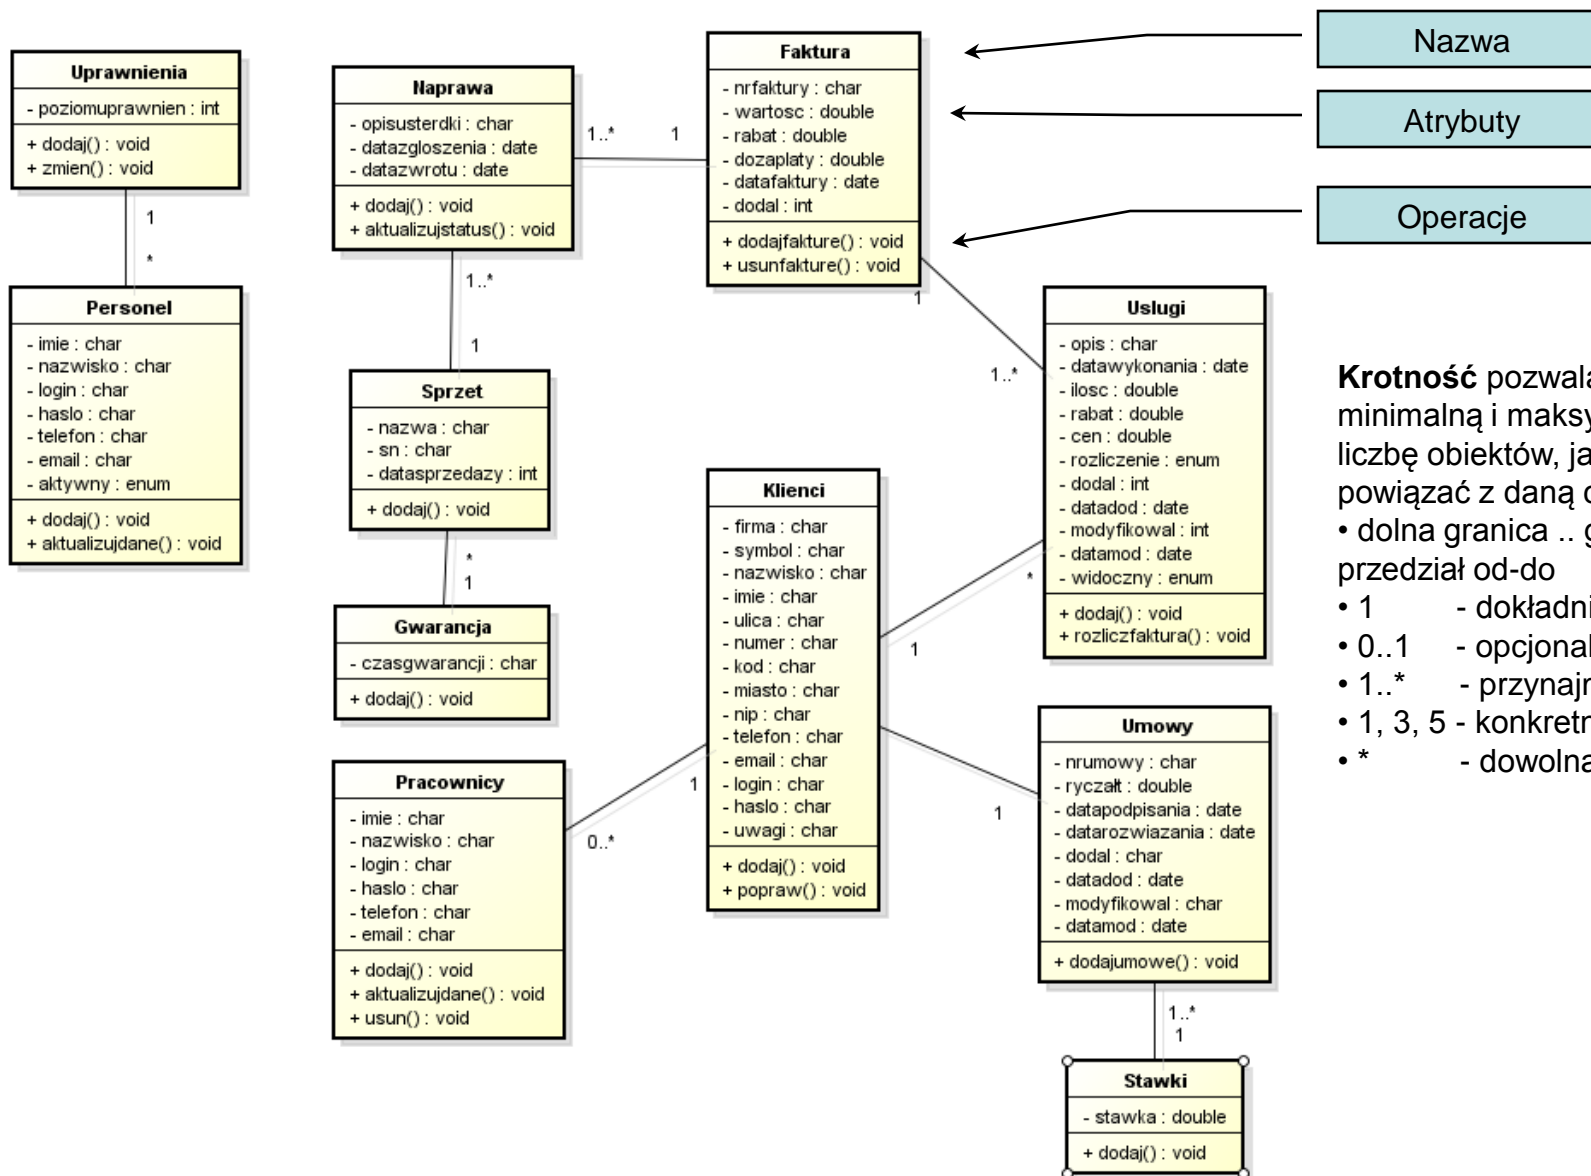 Uprawnienia
- poziomuprawnien : int
+ dodaj() : void
+ zmien() : void
1
*
Personel
- imie : char
- nazwisko : char
- login : char
- haslo : char
- telefon : char
- email : char
- aktywny : enum
+ dodaj() : void
+ aktualizujdane() : void
Naprawa
- opisusterdki : char
- datazgloszenia : date
- datazwrotu : date
+ dodaj() : void
+ aktualizujstatus() : void
1..*
1
1..*
1
Sprzet
- nazwa : char
- sn : char
- datasprzedazy : int
+ dodaj() : void
*
1
Gwarancja
- czasgwarancji : char
+ dodaj() : void
Pracownicy
- imie : char
- nazwisko : char
- login : char
- haslo : char
- telefon : char
- email : char
+ dodaj() : void
+ aktualizujdane() : void
+ usun() : void
0..*
1
Faktura
- nrfaktury : char
- wartosc : double
- rabat : double
- dozaplaty : double
- datafaktury : date
- dodal : int
+ dodajfakture() : void
+ usunfakture() : void
1
1..*
Klienci
- firma : char
- symbol : char
- nazwisko : char
- imie : char
- ulica : char
- numer : char
- kod : char
- miasto : char
- nip : char
- telefon : char
- email : char
- login : char
- haslo : char
- uwagi : char
+ dodaj() : void
+ popraw() : void
1
*
1
Uslugi
- opis : char
- datawykonania : date
- ilosc : double
- rabat : double
- cen : double
- rozliczenie : enum
- dodal : int
- datadod : date
- modyfikowal : int
- datamod : date
- widoczny : enum
+ dodaj() : void
+ rozliczfaktura() : void
Umowy
- nrumowy : char
- ryczałt : double
- datapodpisania : date
- datarozwiazania : date
- dodal : char
- datadod : date
- modyfikowal : char
- datamod : date
+ dodajumowe() : void
1..*
1
Stawki
- stawka : double
+ dodaj() : void
Nazwa
Atrybuty
Operacje
Krotność
minimalną i
liczbę obiektów,
powiązać z daną
• dolna granica ..
przedział od-do
• 1 -
• 0..1 -
• 1..* -
• 1, 3, 5 -
• * -